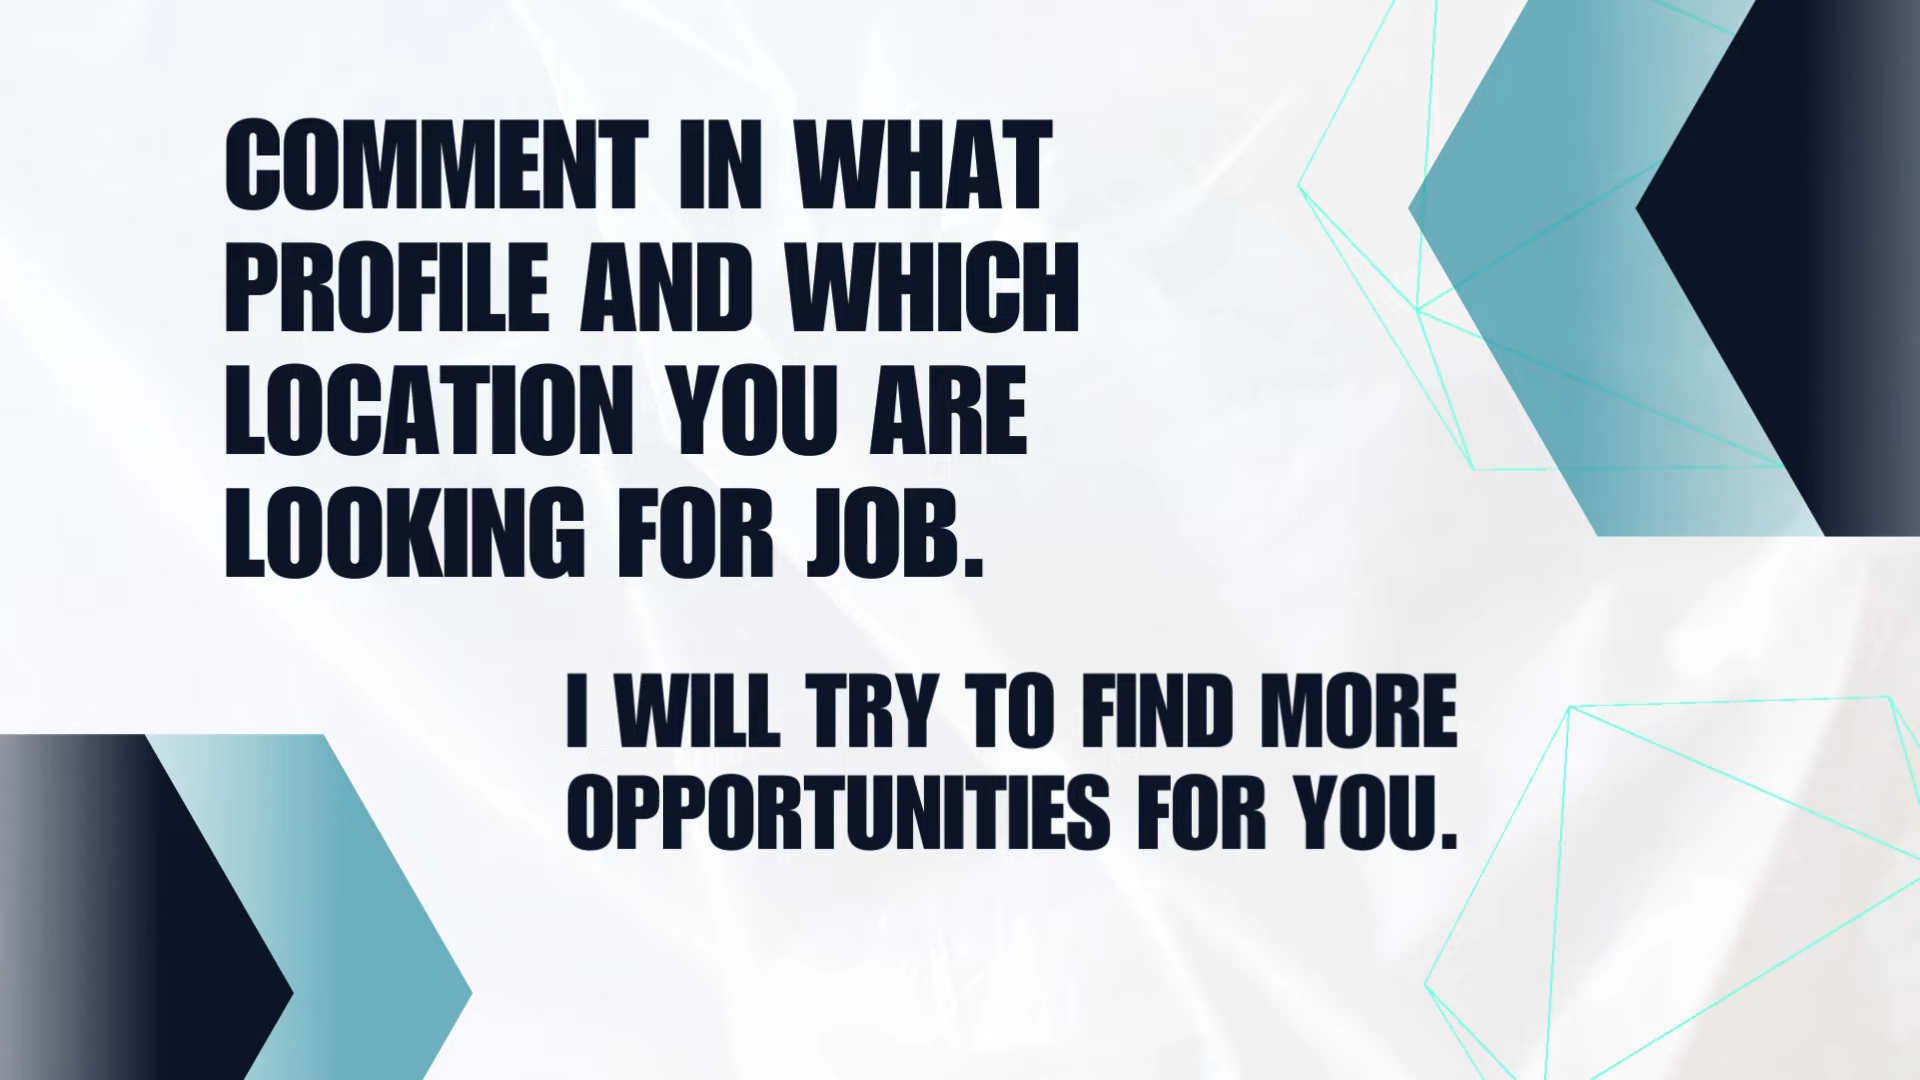 COMMENT IN WHAT
PROFILE AND WHICH
LOCATION YOU ARE
LOOKING FOR JOB.
I WILL TRY TO FIND MORE
OPPORTUNITIES FOR YOU.